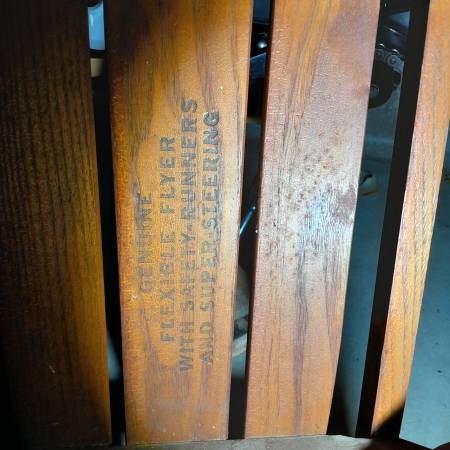 GENUINE
FLEXIBLE FLYER
WITH SAFETY-RUNNERS
AND SUPER-STEERING